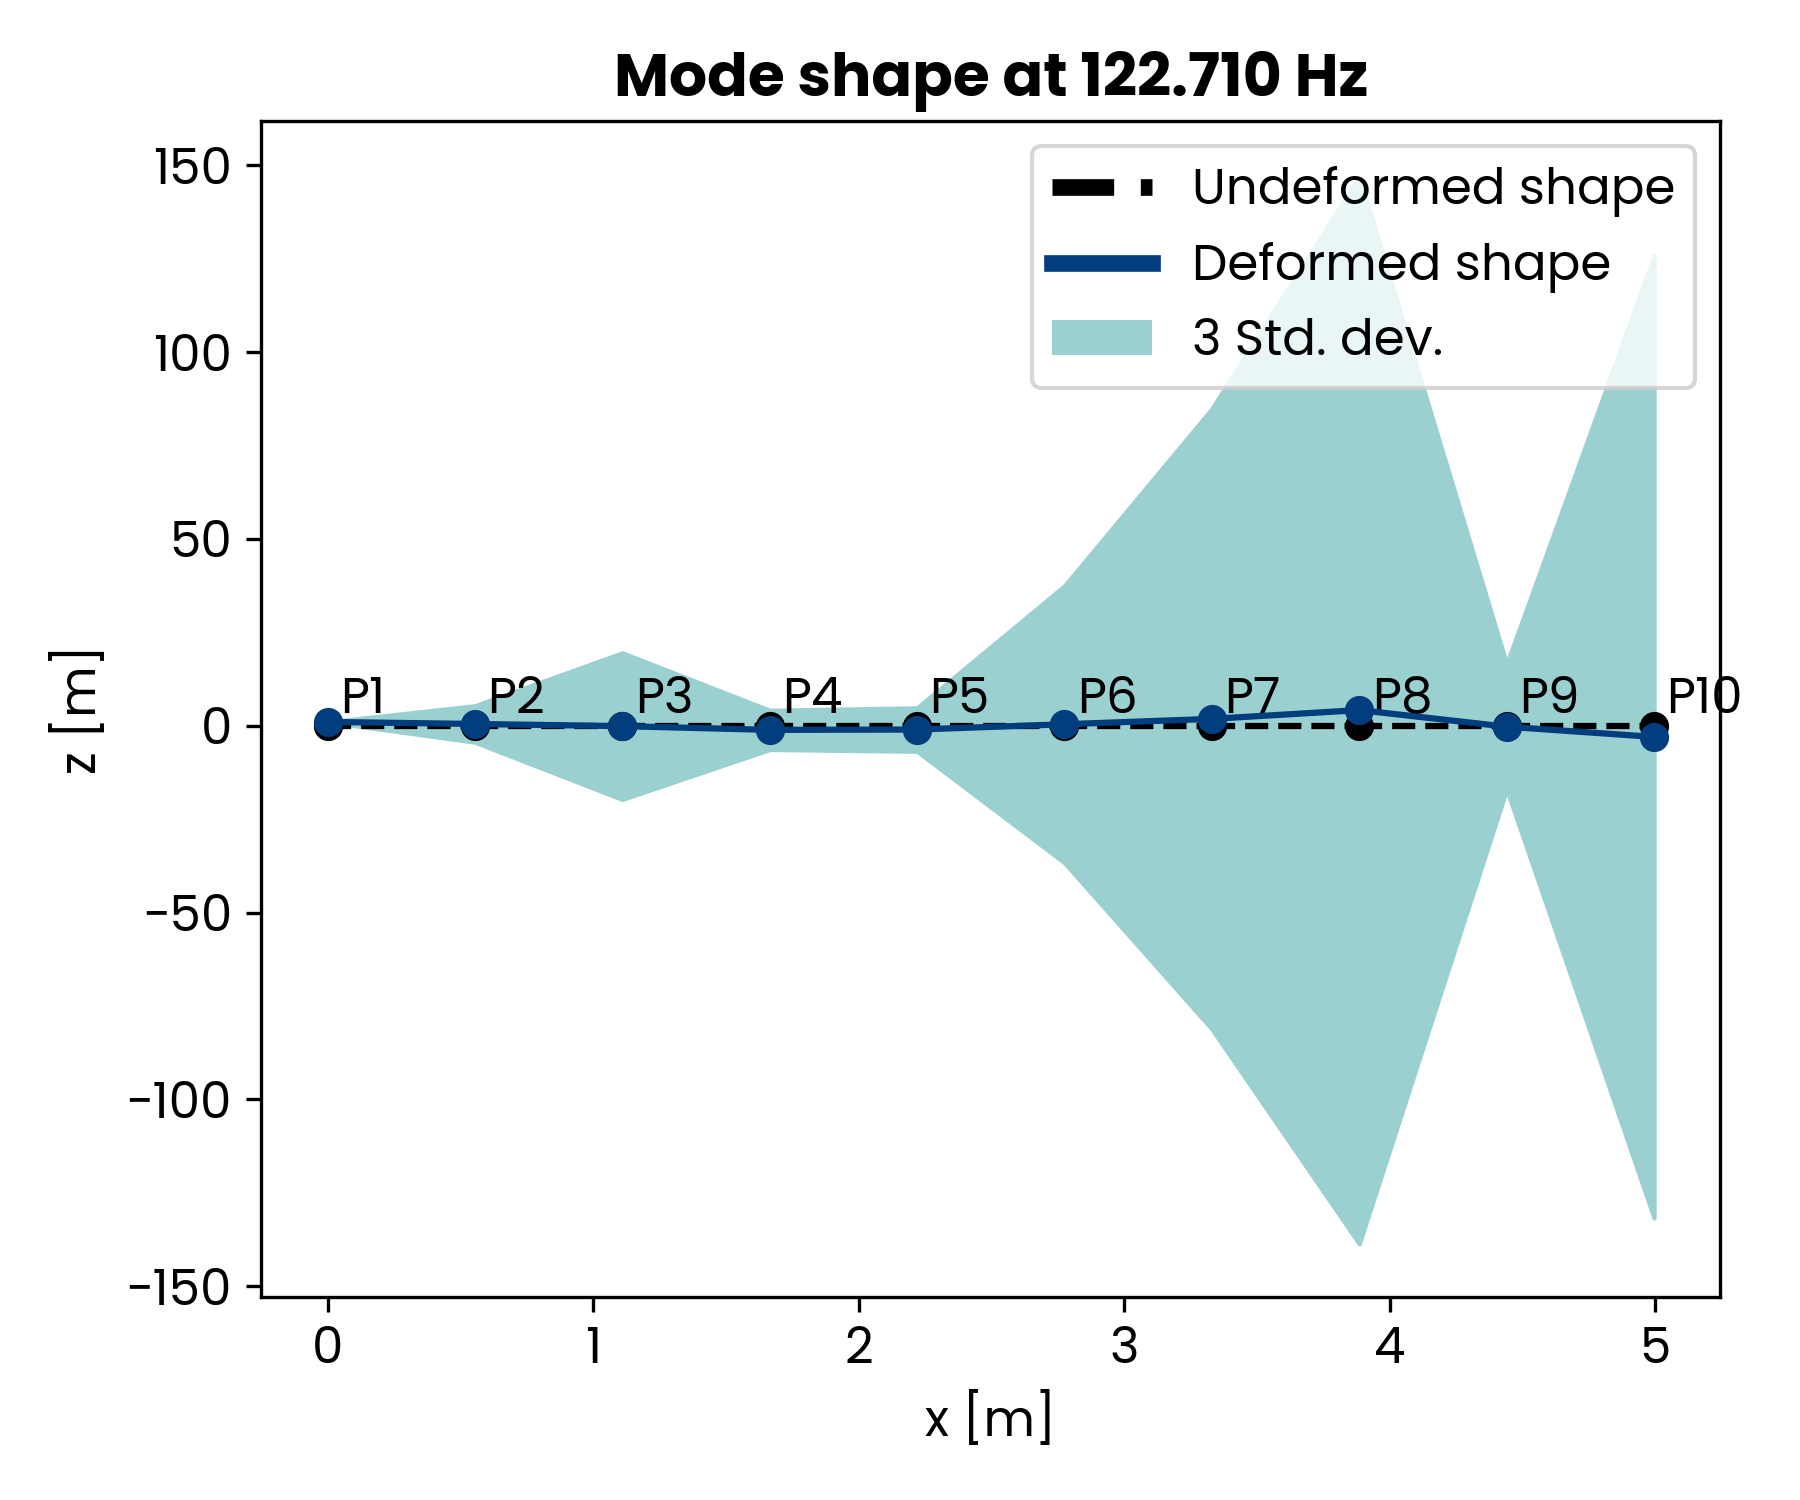 Mode shape at 122.710 Hz
Undeformed shape
Deformed shape
3 Std. dev.
150
100
50
0
-50
-100
-150
z [m]
P1 P2 P3 P4 P5 P6 P7 P8 P9 P10
0 1 2 3 4 5
x [m]